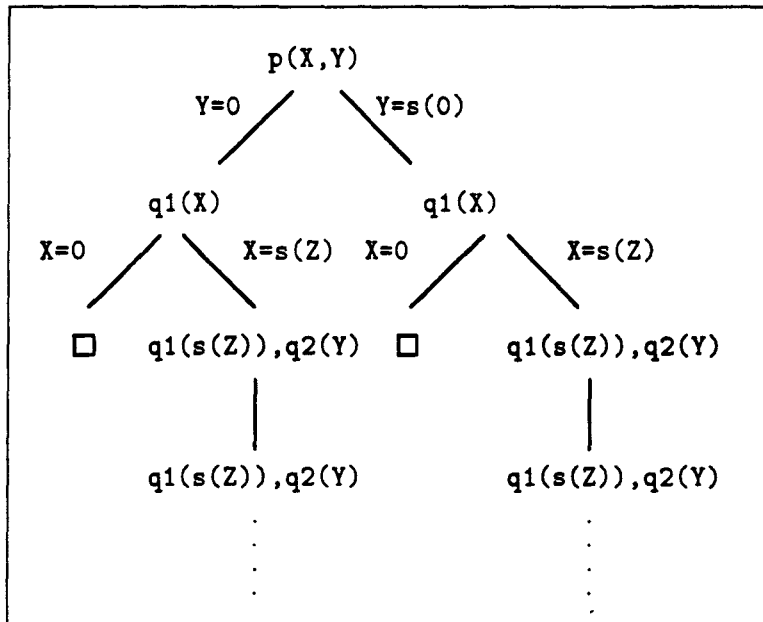 p(X,Y)
Y=0 Y=s(0)
q1(X) q1(X)
X=0 X=s(Z) X=0 X=s(Z)
q1(s(Z)),q2(Y) q1(s(Z)),q2(Y)
q1(s(Z)),q2(Y) q1(s(Z)),q2(Y)